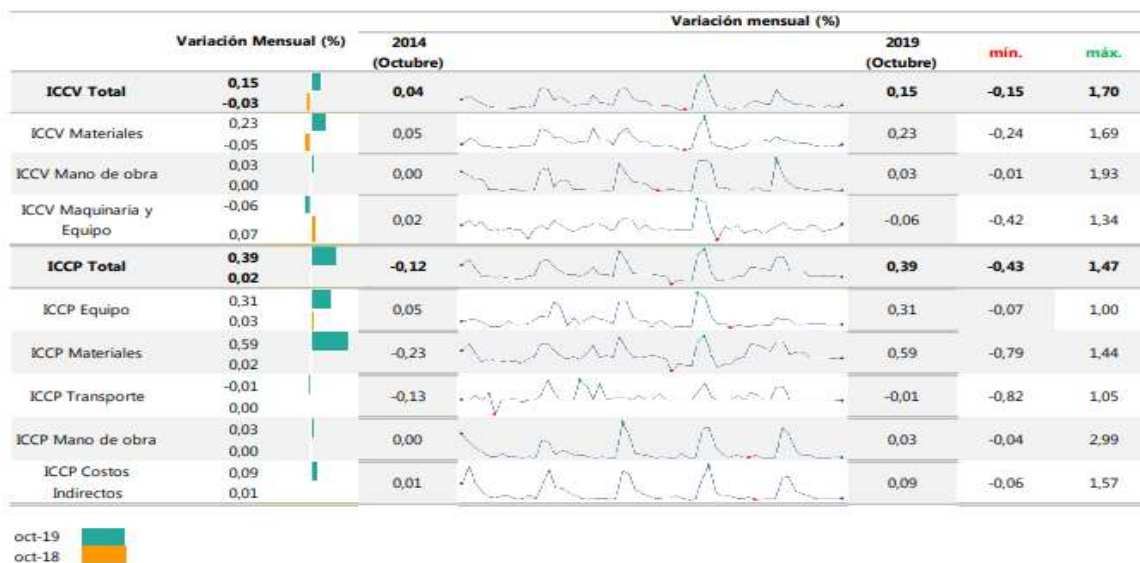 Variación mensual (%)
Variación Mensual (%) 2014 (Octubre) 2019 (Octubre) mín. máx.
ICCV Total 0,15 -0,03 0,04 0,15 -0,15 1,70
ICCV Materiales 0,23 -0,05 0,05 0,23 -0,24 1,69
ICCV Mano de obra 0,03 0,00 0,00 0,03 -0,01 1,93
ICCV Maquinaria y Equipo -0,06 0,07 0,02 -0,06 -0,42 1,34
ICCP Total 0,39 0,02 -0,12 0,39 -0,43 1,47
ICCP Equipo 0,31 0,03 0,05 0,31 -0,07 1,00
ICCP Materiales 0,59 0,02 -0,23 0,59 -0,79 1,44
ICCP Transporte -0,01 0,00 -0,13 -0,01 -0,82 1,05
ICCP Mano de obra 0,03 0,00 0,00 0,03 -0,04 2,99
ICCP Costos Indirectos 0,09 0,01 0,01 0,09 -0,06 1,57
oct-19
oct-18